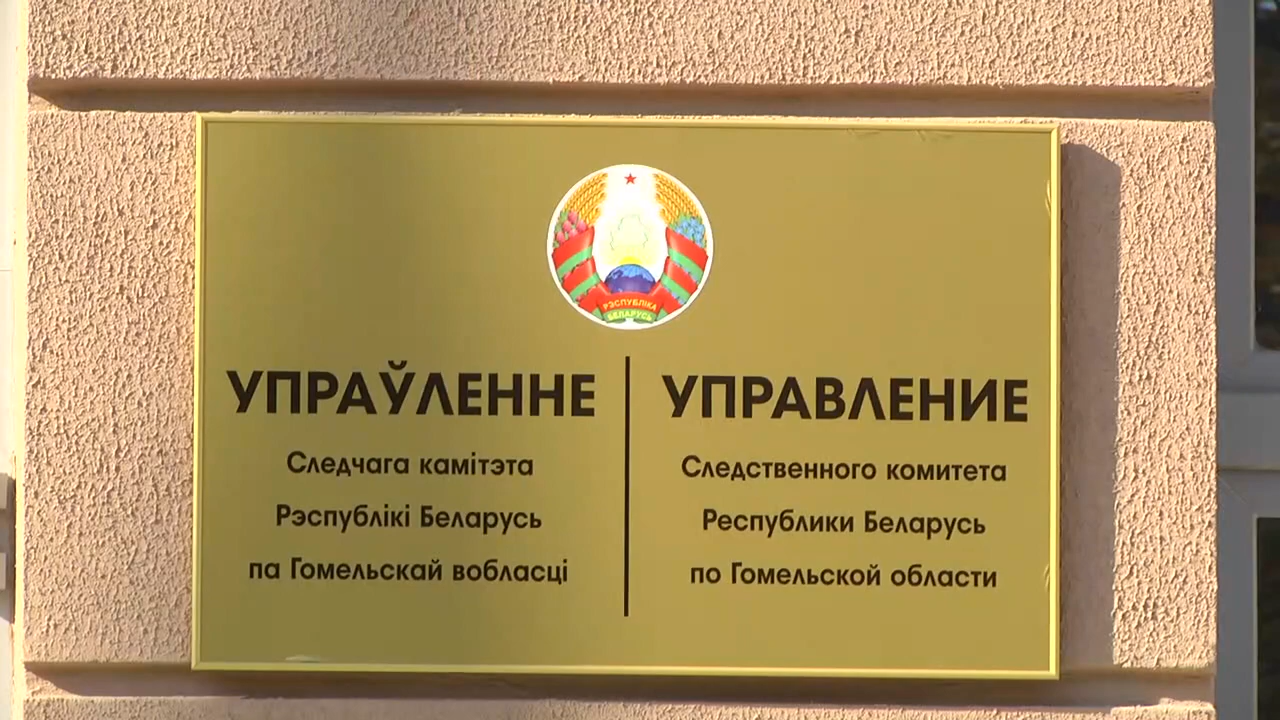 РЭСПУБЛІКА
БЕЛАРУСЬ
УПРАЎЛЕННЕ
Следчага камітэта
Рэспублікі Беларусь
па Гомельскай вобласці
УПРАВЛЕНИЕ
Следственного комитета
Республики Беларусь
по Гомельской области